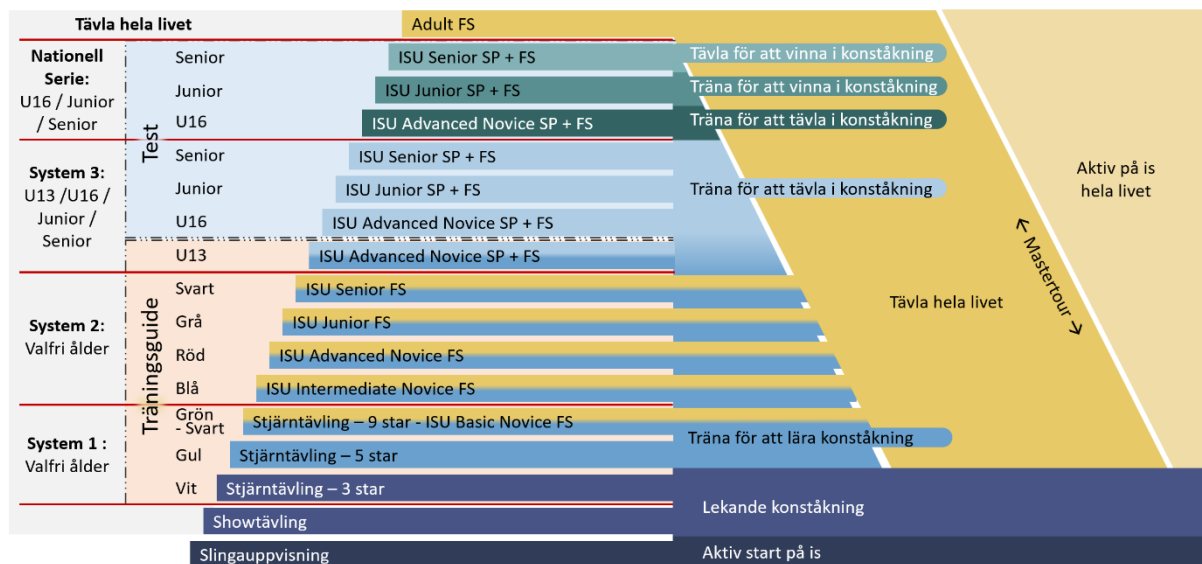 Tävla hela livet
Adult FS
Nationell
Serie:
U16 / Junior
/ Senior
Test
Senior
ISU Senior SP + FS
Tävla för att vinna i konståkning
Junior
ISU Junior SP + FS
Träna för att vinna i konståkning
U16
ISU Advanced Novice SP + FS
Träna för att tävla i konståkning
System 3:
U13 /U16 /
Junior /
Senior
Senior
ISU Senior SP + FS
Junior
ISU Junior SP + FS
Träna för att tävla i konståkning
U16
ISU Advanced Novice SP + FS
U13
ISU Advanced Novice SP + FS
Träningsguide
System 2:
Valfri ålder
Svart
ISU Senior FS
Grå
ISU Junior FS
Röd
ISU Advanced Novice FS
Blå
ISU Intermediate Novice FS
System 1 :
Valfri ålder
Grön
- Svart
Stjärntävling – 9 star - ISU Basic Novice FS
Träna för att lära konståkning
Gul
Stjärntävling – 5 star
Vit
Stjärntävling – 3 star
Lekande konståkning
Showtävling
Slingauppvisning
Aktiv start på is
Tävla hela livet
← Mastertour →
Aktiv på is
hela livet